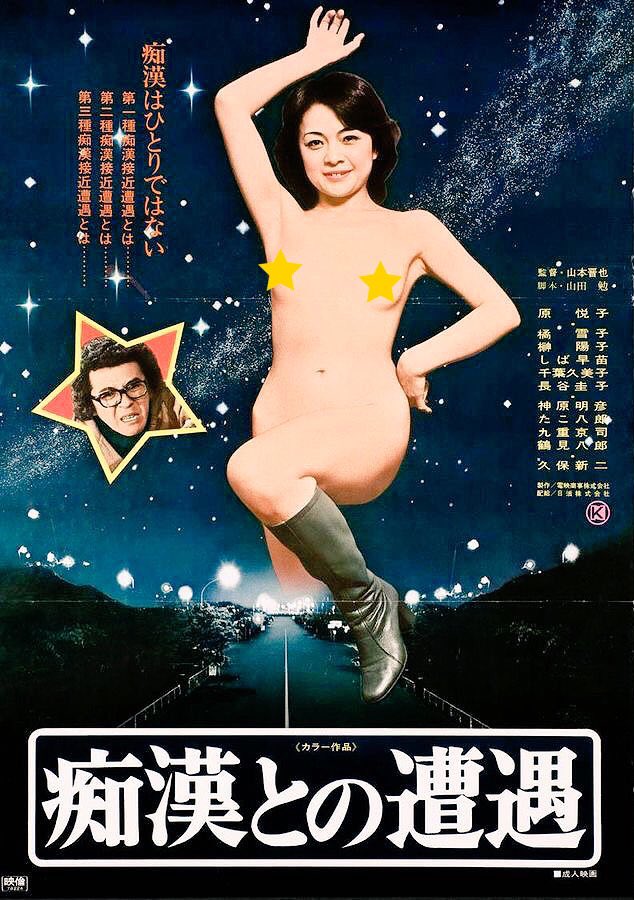 痴漢はひとりではない
第一種痴漢接近遭遇とは……
第二種痴漢接近遭遇とは……
第三種痴漢接近遭遇とは……
監督・山本晋也
脚本・山田 勉
原 悦子
橘 雪子
榊 陽子
しば早苗
千葉久美子
長谷圭子
神原明彦
たこ八郎
九重京司
鶴見八郎
久保新二
製作/電映商事株式会社
配給/日活株式会社
K
《カラー作品》
痴漢との遭遇
■成人映画
映倫